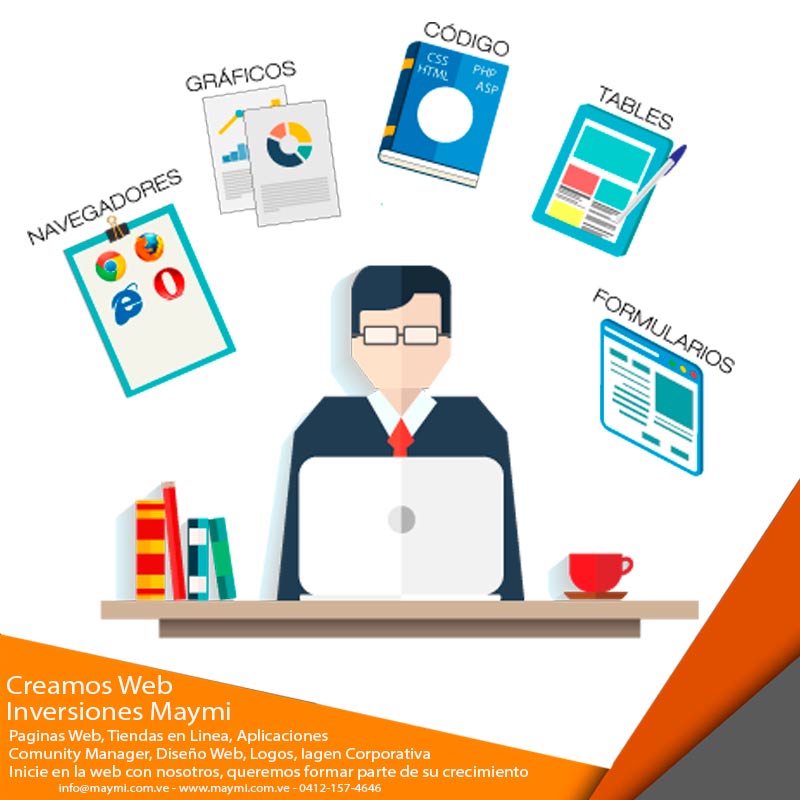 CÓDIGO
GRÁFICOS
CSS PHP
HTML ASP
TABLES
NAVEGADORES
FORMULARIOS
Creamos Web
Inversiones Maymi
Paginas Web, Tiendas en Linea, Aplicaciones
Comunity Manager, Diseño Web, Logos, Iagen Corporativa
Inicie en la web con nosotros, queremos formar parte de su crecimiento
info@maymi.com.ve - www.maymi.com.ve - 0412-157-4646